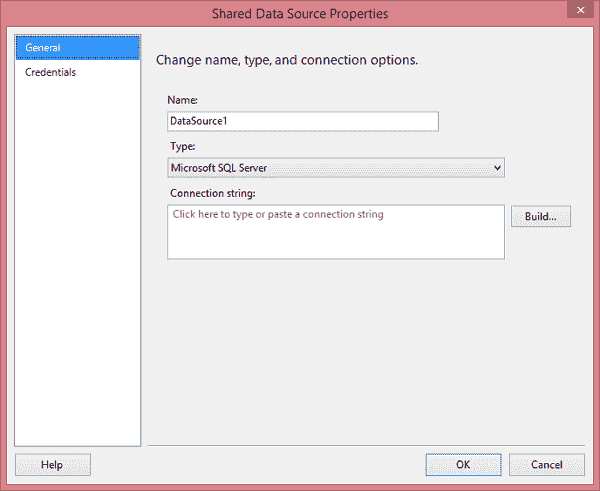 Shared Data Source Properties
General
Credentials
Change name, type, and connection options.
Name:
DataSource1
Type:
Microsoft SQL Server
Connection string:
Click here to type or paste a connection string
Build...
Help
OK
Cancel